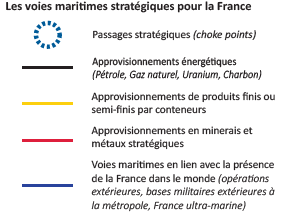 Les voies maritimes stratégiques pour la France
Passages stratégiques (choke points)
Approvisionnements énergétiques
(Pétrole, Gaz naturel, Uranium, Charbon)
Approvisionnements de produits finis ou
semi-finis par conteneurs
Approvisionnements en minerais et
métaux stratégiques
Voies maritimes en lien avec la présence
de la France dans le monde (opérations
extérieures, bases militaires extérieures à
la métropole, France ultra-marine)